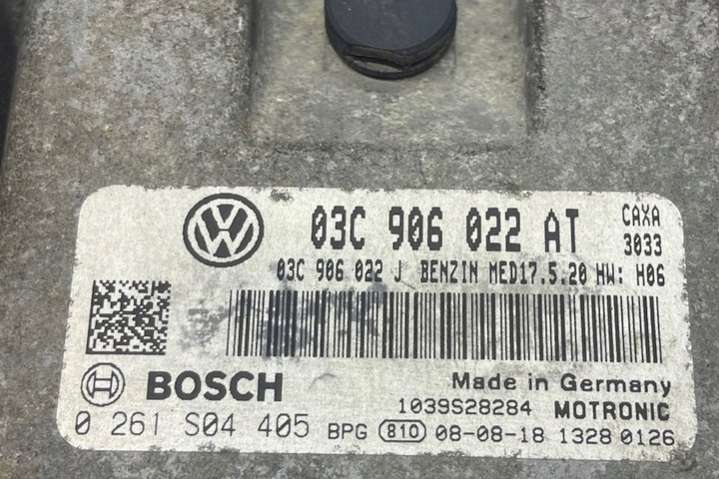 03C 906 022 AT CAXA
3033
03C 906 022 J BENZIN MED17.5.20 HW: H06
BOSCH Made in Germany
1039S28284 MOTRONIC
0 261 S04 405 BPG 810 08-08-18 1328 0126